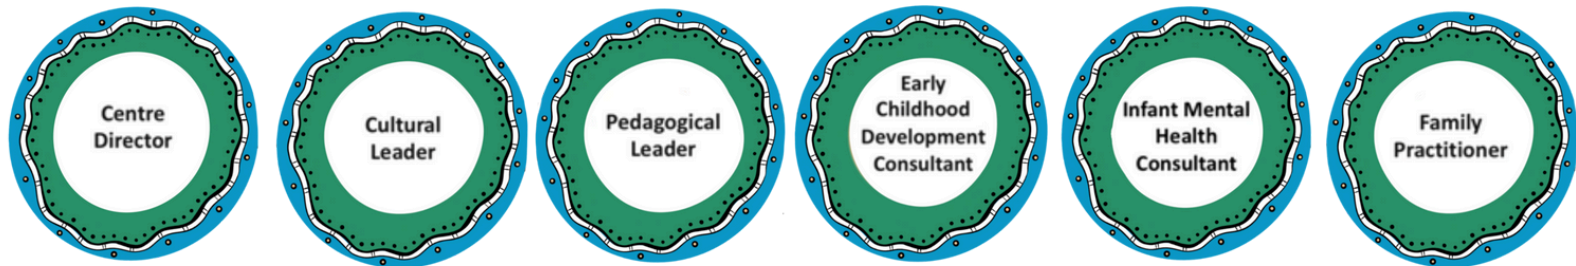 Centre
Director
Cultural
Leader
Pedagogical
Leader
Early
Childhood
Development
Consultant
Infant Mental
Health
Consultant
Family
Practitioner